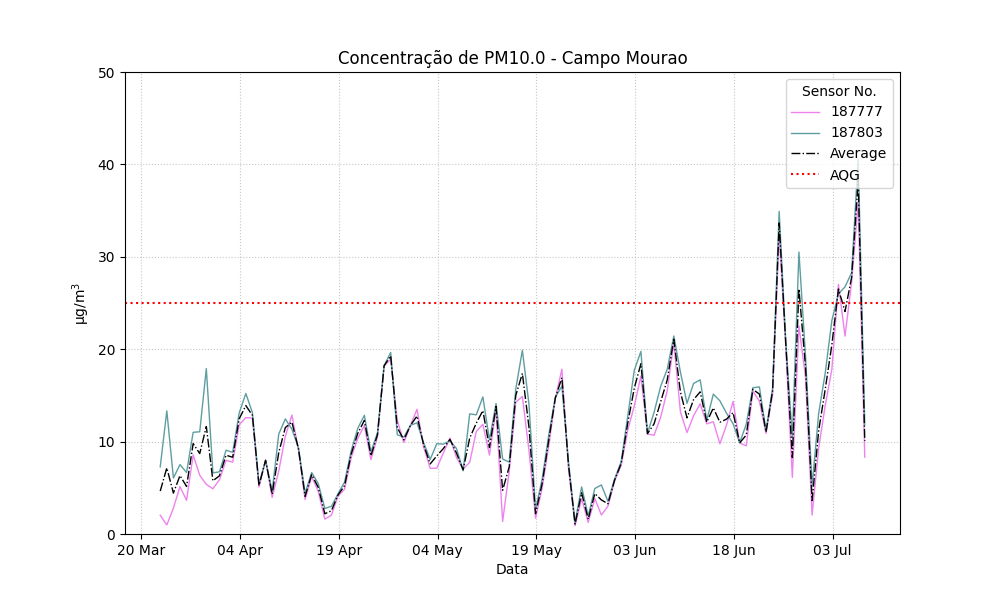 Concentração de PM10.0 - Campo Mourao
50
40
30
20
10
0
µg/m³
Sensor No.
187777
187803
Average
AQG
20 Mar
04 Apr
19 Apr
04 May
19 May
03 Jun
18 Jun
03 Jul
Data